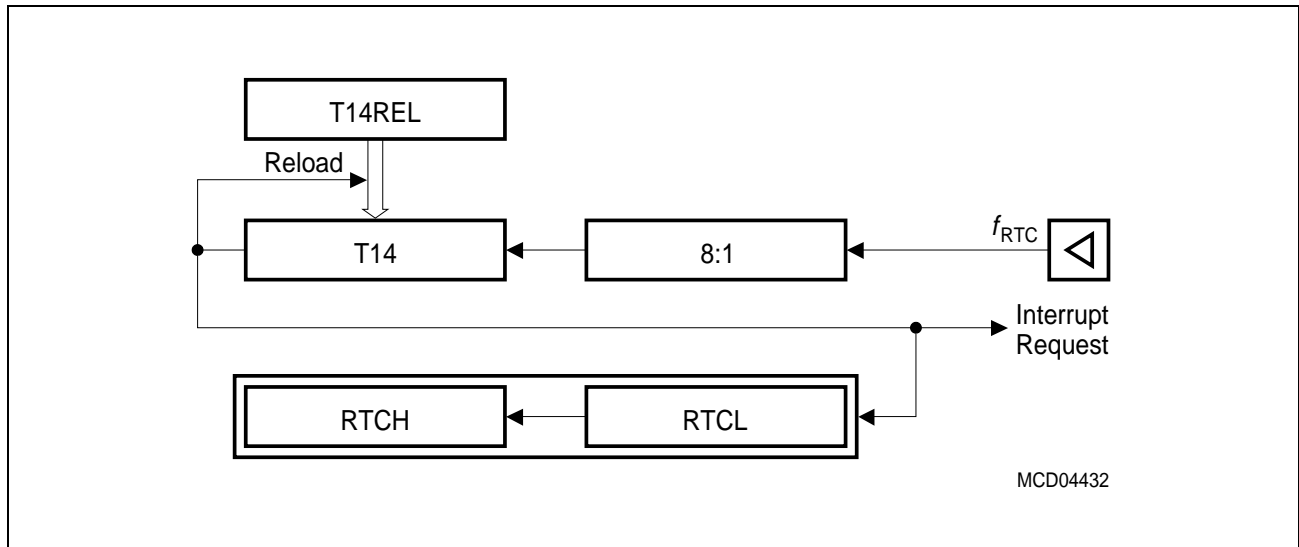 T14REL
Reload
T14
8:1
fRTC
Interrupt
Request
RTCH
RTCL
MCD04432